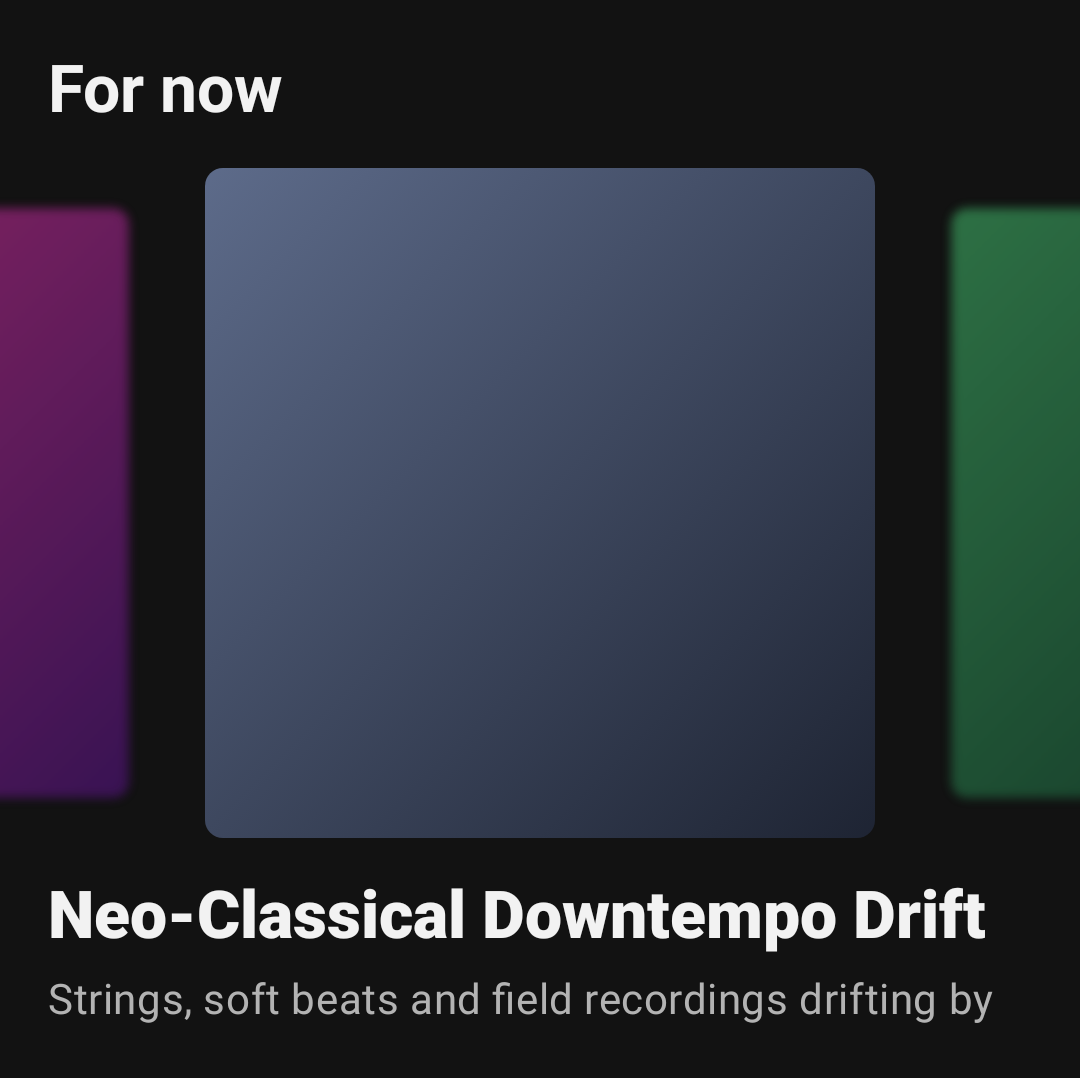 For now
Neo-Classical Downtempo Drift
Strings, soft beats and field recordings drifting by